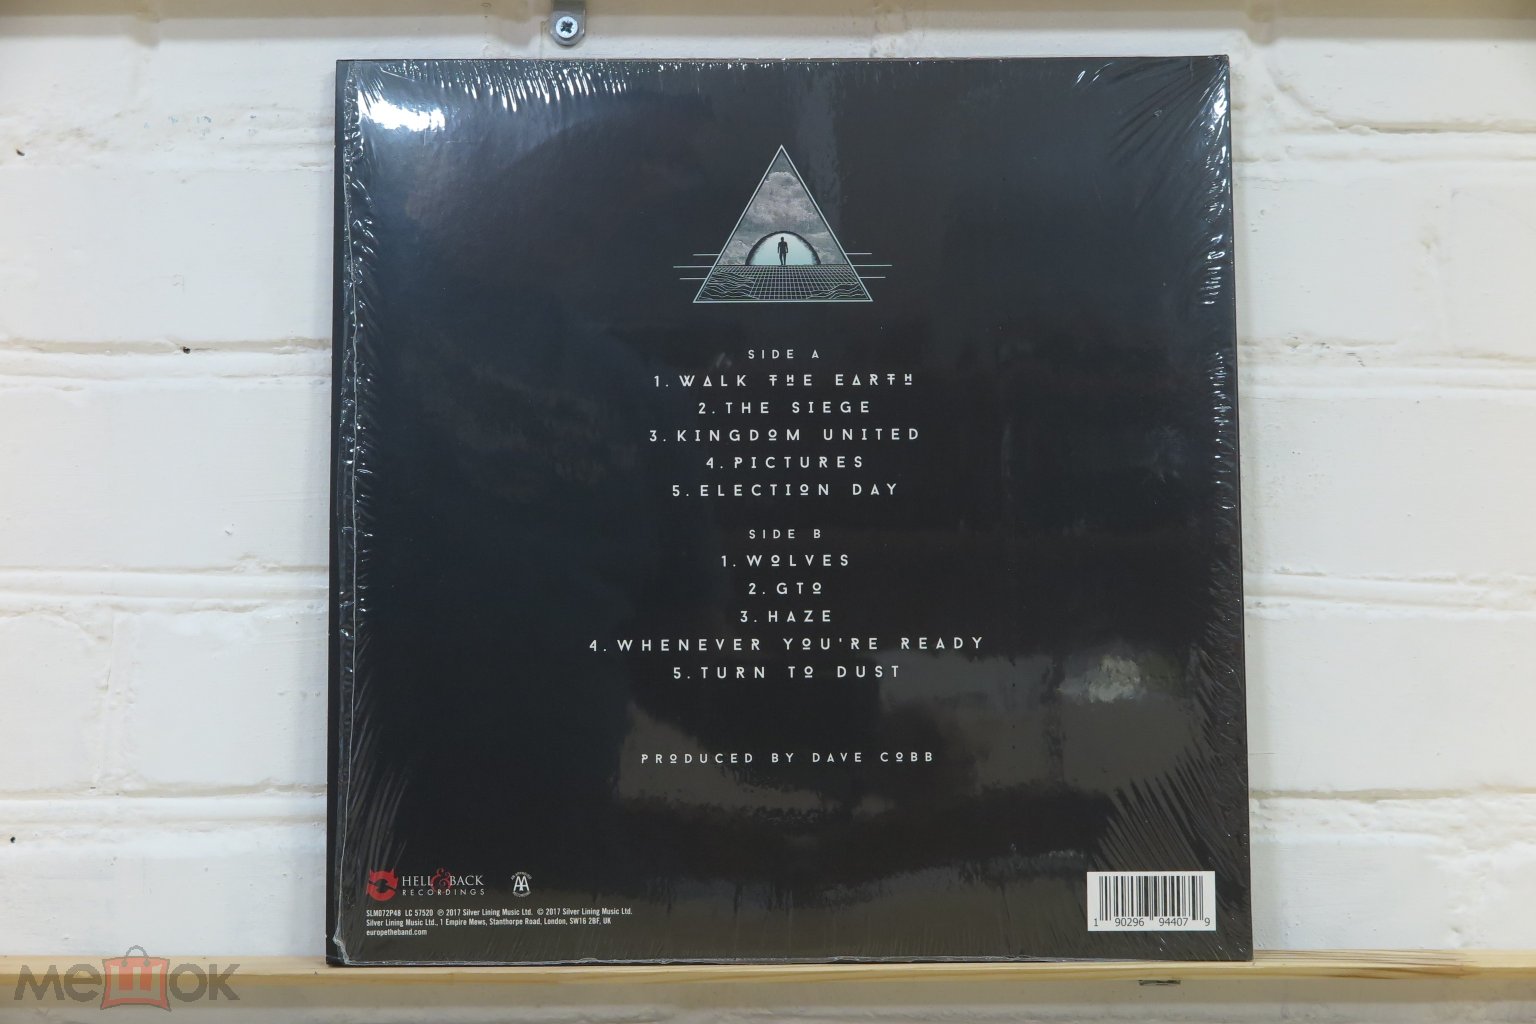 SIDE A
1. WALK THE EARTH
2. THE SIEGE
3. KINGDOM UNITED
4. PICTURES
5. ELECTION DAY
SIDE B
1. WOLVES
2. GTO
3. HAZE
4. WHENEVER YOU'RE READY
5. TURN TO DUST
PRODUCED BY DAVE COBB
HELL & BACK
RECORDINGS
SLM072P48 LC 57520 ℗ 2017 Silver Lining Music Ltd. © 2017 Silver Lining Music Ltd.
Silver Lining Music Ltd., 1 Empire Mews, Stanthorpe Road, London, SW16 2BF, UK
europetheband.com
1 90296 94407 9
мешок